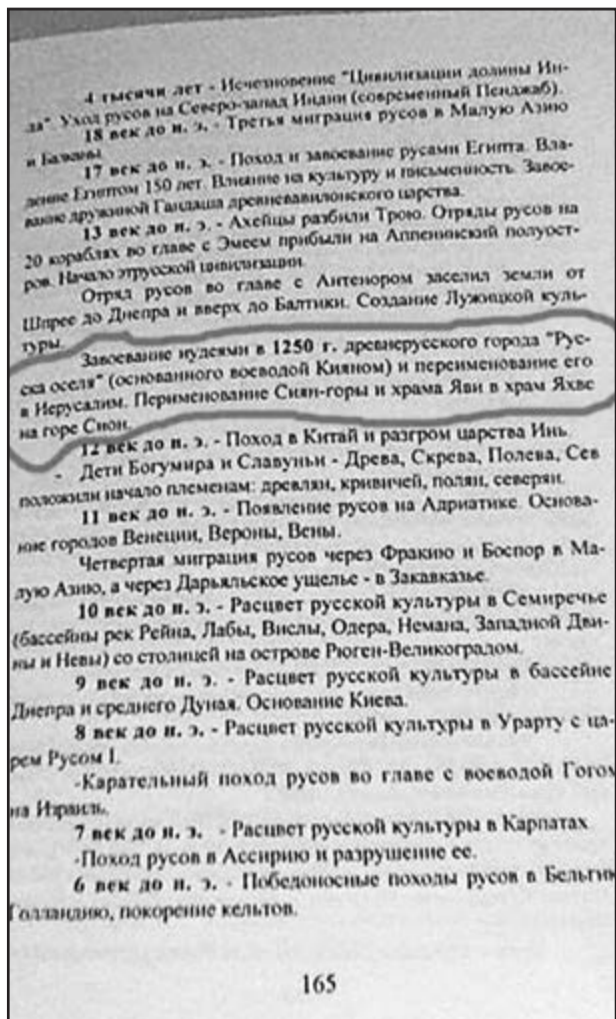 4 тысячи лет - Исчезновение "Цивилизации долины Ин-
да". Уход русов на Северо-запад Индии (современный Пенджаб).
18 век до н. э. - Третья миграция русов в Малую Азию
и Балканы.
17 век до н. э. - Поход и завоевание русами Египта. Вла-
дение Египтом 150 лет. Влияние на культуру и письменность. Завое-
вание дружиной Гандаша древневавилонского царства.
13 век до н. э. - Ахейцы разбили Трою. Отряды русов на
20 кораблях во главе с Эмеем прибыли на Аппенинский полуост-
ров. Начало этрусской цивилизации.
Отряд русов во главе с Антенором заселил земли от
Шпрее до Днепра и вверх до Балтики. Создание Лужицкой куль-
туры.
Завоевание иудеями в 1250 г. древнерусского города "Рус-
ска оселя" (основанного воеводой Кияном) и переименование его
в Иерусалим. Перименование Сиян-горы и храма Яви в храм Яхве
на горе Сион.
12 век до н. э. - Поход в Китай и разгром царства Инь.
- Дети Богумира и Славуньи - Древа, Скрева, Полева, Сев
положили начало племенам: древлян, кривичей, полян, северян.
11 век до н. э. - Появление русов на Адриатике. Основа-
ние городов Венеции, Вероны, Вены.
Четвертая миграция русов через Фракию и Боспор в Ма-
лую Азию, а через Дарьяльское ущелье - в Закавказье.
10 век до н. э. - Расцвет русской культуры в Семиречье
(бассейны рек Рейна, Лабы, Вислы, Одера, Немана, Западной Дви-
ны и Невы) со столицей на острове Рюген-Великоградом.
9 век до н. э. - Расцвет русской культуры в бассейне
Днепра и среднего Дуная. Основание Киева.
8 век до н. э. - Расцвет русской культуры в Урарту с ца-
рем Русом I.
-Карательный поход русов во главе с воеводой Гогом
на Израиль.
7 век до н. э. - Расцвет русской культуры в Карпатах.
-Поход русов в Ассирию и разрушение ее.
6 век до н. э. - Победоносные походы русов в Бельгию
Голландию, покорение кельтов.
165